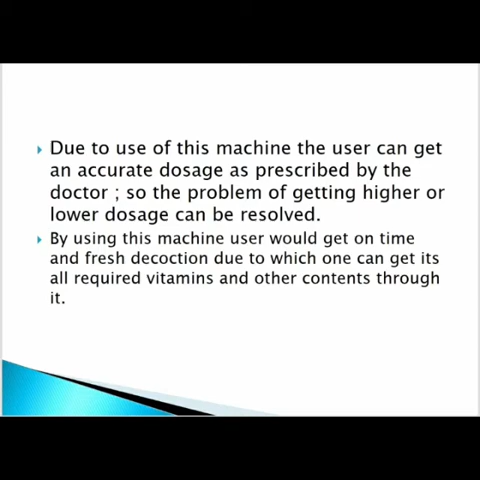 Due to use of this machine the user can get
an accurate dosage as prescribed by the
doctor ; so the problem of getting higher or
lower dosage can be resolved.
By using this machine user would get on time
and fresh decoction due to which one can get its
all required vitamins and other contents through
it.